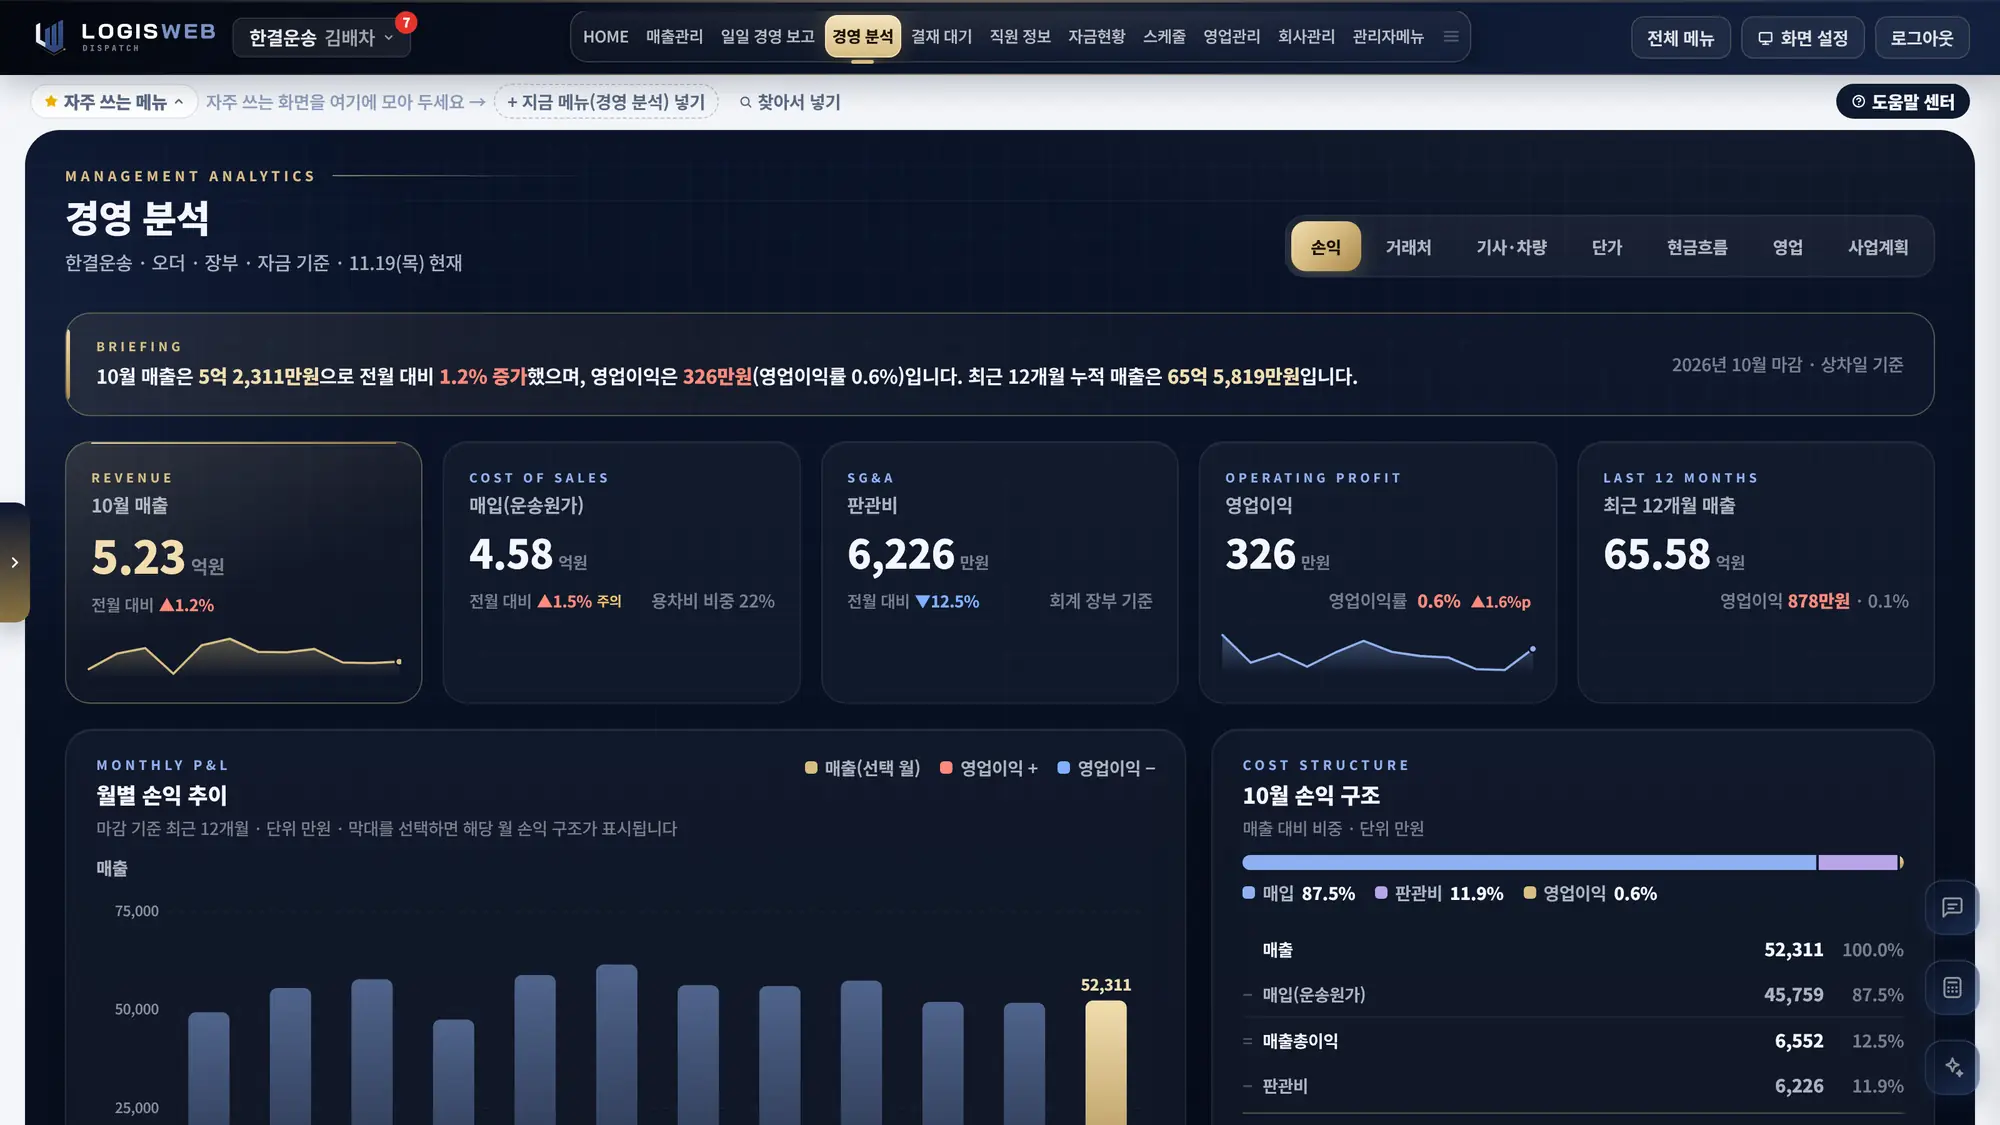 LOGISWEB
DISPATCH
한결운송 김배차
7
HOME 매출관리 일일 경영 보고 경영 분석 결재 대기 직원 정보 자금현황 스케줄 영업관리 회사관리 관리자메뉴
전체 메뉴 화면 설정 로그아웃
자주 쓰는 메뉴 자주 쓰는 화면을 여기에 모아 두세요 → + 지금 메뉴(경영 분석) 넣기 찾아서 넣기
도움말 센터
MANAGEMENT ANALYTICS
경영 분석
한결운송 · 오더 · 장부 · 자금 기준 · 11.19(목) 현재
손익 거래처 기사·차량 단가 현금흐름 영업 사업계획
BRIEFING
10월 매출은 5억 2,311만원으로 전월 대비 1.2% 증가했으며, 영업이익은 326만원(영업이익률 0.6%)입니다. 최근 12개월 누적 매출은 65억 5,819만원입니다.
2026년 10월 마감 · 상차일 기준
REVENUE
10월 매출
5.23 억원
전월 대비 ▲1.2%
COST OF SALES
매입(운송원가)
4.58 억원
전월 대비 ▲1.5% 주의 용차비 비중 22%
SG&A
판관비
6,226 만원
전월 대비 ▼12.5% 회계 장부 기준
OPERATING PROFIT
영업이익
326 만원
영업이익률 0.6% ▲1.6%p
LAST 12 MONTHS
최근 12개월 매출
65.58 억원
영업이익 878만원 · 0.1%
MONTHLY P&L
월별 손익 추이
마감 기준 최근 12개월 · 단위 만원 · 막대를 선택하면 해당 월 손익 구조가 표시됩니다
매출(선택 월) 영업이익 + 영업이익 −
매출
75,000
50,000
25,000
52,311
COST STRUCTURE
10월 손익 구조
매출 대비 비중 · 단위 만원
매입 87.5% 판관비 11.9% 영업이익 0.6%
매출 52,311 100.0%
− 매입(운송원가) 45,759 87.5%
= 매출총이익 6,552 12.5%
− 판관비 6,226 11.9%